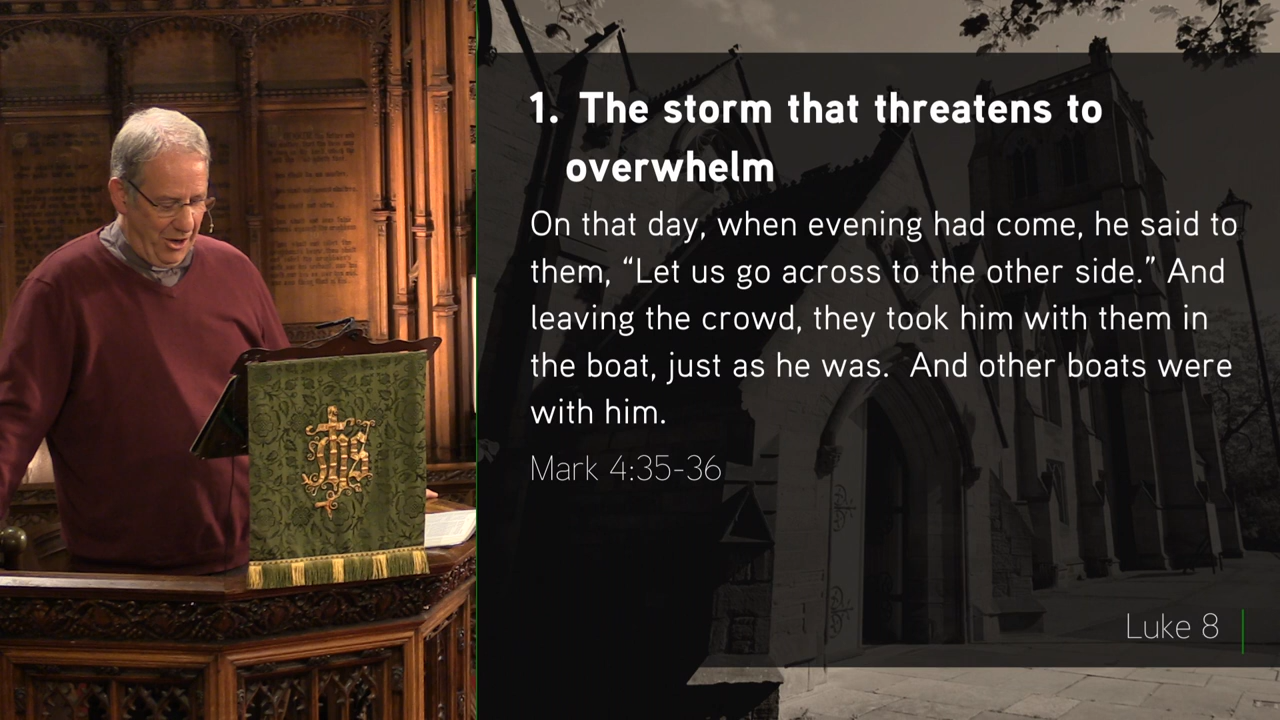 1. The storm that threatens to
overwhelm
On that day, when evening had come, he said to
them, “Let us go across to the other side.” And
leaving the crowd, they took him with them in
the boat, just as he was.  And other boats were
with him.
Mark 4:35-36
Luke 8
IHS